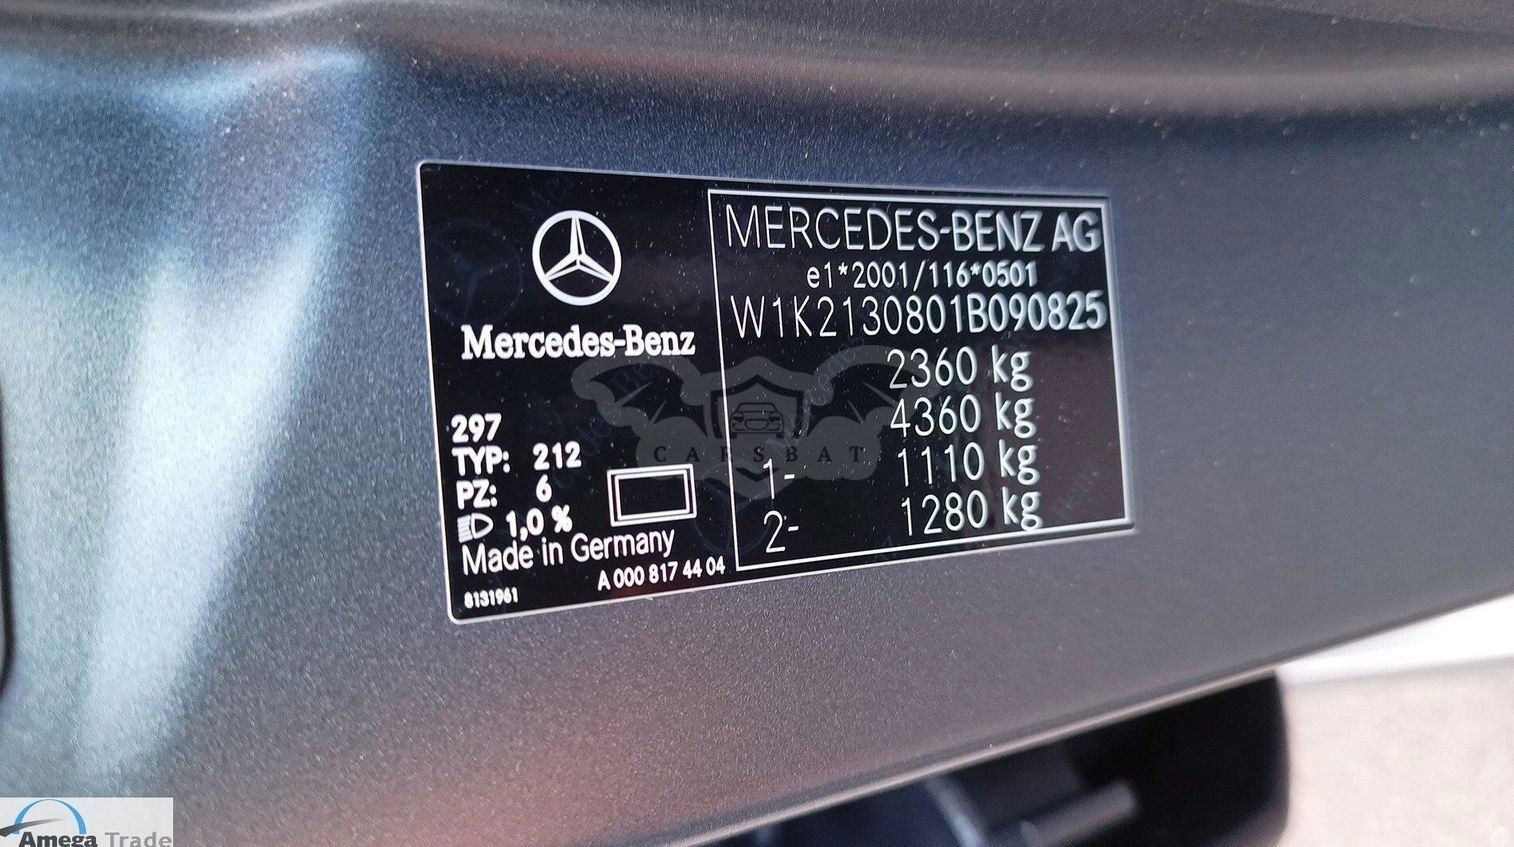 Mercedes-Benz
297
TYP: 212
PZ: 6
1,0 %
Made in Germany
A 000 817 44 04
8131961
MERCEDES-BENZ AG
e1*2001/116*0501
W1K2130801B090825
2360 kg
4360 kg
1- 1110 kg
2- 1280 kg
CARSBAT
Amega Trade